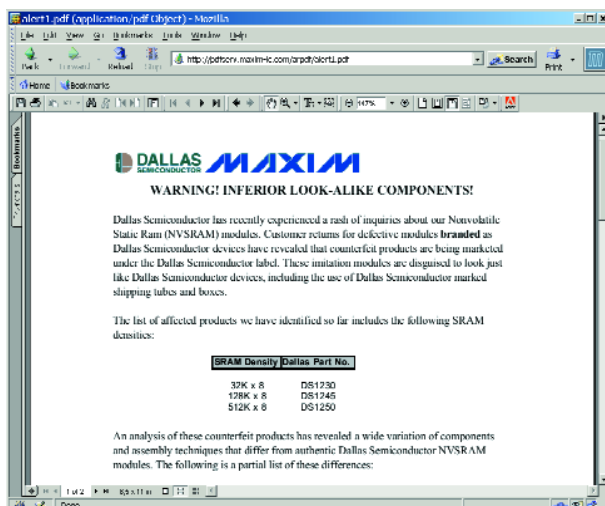 alert1.pdf (application/pdf Object) - Mozilla
File Edit View Go Bookmarks Tools Window Help
Back Forward Reload Stop http://pdfserv.maxim-ic.com/arpdf/alert1.pdf Search Print
Home Bookmarks
147%
Bookmarks
DALLAS SEMICONDUCTOR MAXIM
WARNING! INFERIOR LOOK-ALIKE COMPONENTS!
Dallas Semiconductor has recently experienced a rash of inquiries about our Nonvolatile
Static Ram (NVSRAM) modules. Customer returns for defective modules branded as
Dallas Semiconductor devices have revealed that counterfeit products are being marketed
under the Dallas Semiconductor label. These imitation modules are disguised to look just
like Dallas Semiconductor devices, including the use of Dallas Semiconductor marked
shipping tubes and boxes.
The list of affected products we have identified so far includes the following SRAM
densities:
SRAM Density Dallas Part No.
32K x 8 DS1230
128K x 8 DS1245
512K x 8 DS1250
An analysis of these counterfeit products has revealed a wide variation of components
and assembly techniques that differ from authentic Dallas Semiconductor NVSRAM
modules. The following is a partial list of these differences:
1 of 2 8,5 x 11 in
Done